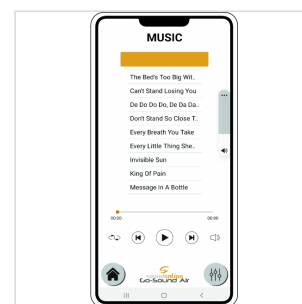 MUSIC
The Bed's Too Big Wit..
Can't Stand Losing You
De Do Do Do, De Da Da..
Don't Stand So Close T..
Every Breath You Take
Every Little Thing She..
Invisible Sun
King Of Pain
Message In A Bottle
00:00 00:00
soundsation
Go-Sound Air